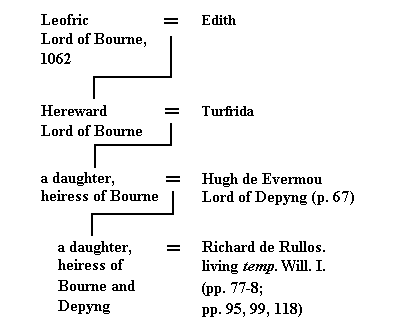 Leofric = Edith
Lord of Bourne,
1062
Hereward = Turfrida
Lord of Bourne
a daughter, = Hugh de Evermou
heiress of Bourne Lord of Depyng (p. 67)
a daughter, = Richard de Rullos.
heiress of living temp. Will. I.
Bourne and (pp. 77-8;
Depyng pp. 95, 99, 118)